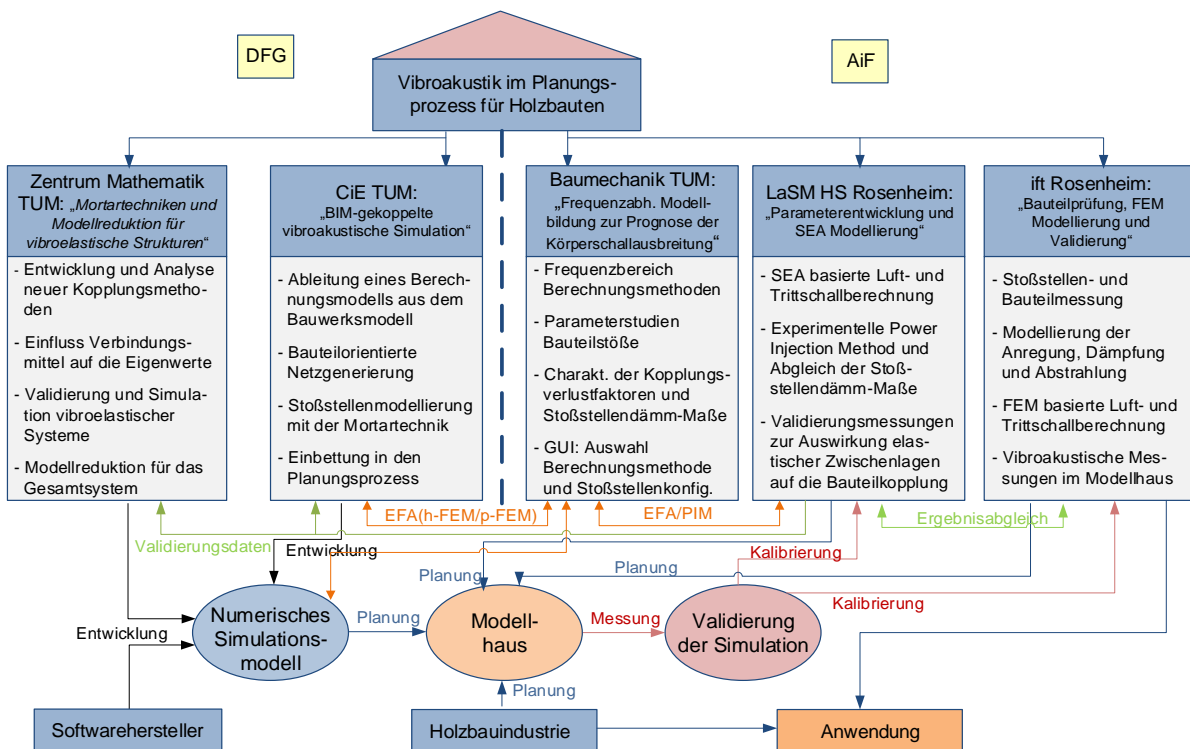 DFG
AiF
Vibroakustik im Planungs-
prozess für Holzbauten
Zentrum Mathematik
TUM: „Mortartechniken und
Modellreduktion für
vibroelastische Strukturen“
- Entwicklung und Analyse
neuer Kopplungsmetho-
den
- Einfluss Verbindungs-
mittel auf die Eigenwerte
- Validierung und Simula-
tion vibroelastischer
Systeme
- Modellreduktion für das
Gesamtsystem
CiE TUM:
„BIM-gekoppelte
vibroakustische Simulation“
- Ableitung eines Berech-
nungsmodells aus dem
Bauwerksmodell
- Bauteilorientierte
Netzgenerierung
- Stoßstellenmodellierung
mit der Mortartechnik
- Einbettung in den
Planungsprozess
Baumechanik TUM:
„Frequenzabh. Modell-
bildung zur Prognose der
Körperschallausbreitung“
- Frequenzbereich
Berechnungsmethoden
- Parameterstudien
Bauteilstöße
- Charakt. der Kopplungs-
verlustfaktoren und
Stoßstellendämm-Maße
- GUI: Auswahl
Berechnungsmethode
und Stoßstellenkonfig.
LaSM HS Rosenheim:
„Parameterentwicklung und
SEA Modellierung“
- SEA basierte Luft- und
Trittschallberechnung
- Experimentelle Power
Injection Method und
Abgleich der Stoß-
stellendämm-Maße
- Validierungsmessungen
zur Auswirkung elas-
tischer Zwischenlagen
auf die Bauteilkopplung
ift Rosenheim:
„Bauteilprüfung, FEM
Modellierung und
Validierung“
- Stoßstellen- und
Bauteilmessung
- Modellierung der
Anregung, Dämpfung
und Abstrahlung
- FEM basierte Luft- und
Trittschallberechnung
- Vibroakustische Mes-
sungen im Modellhaus
EFA(h-FEM/p-FEM)
EFA/PIM
Ergebnisabgleich
Validierungsdaten
Entwicklung
Kalibrierung
Planung
Planung
Kalibrierung
Entwicklung
Numerisches
Simulations-
modell
Planung
Modell-
haus
Messung
Validierung
der Simulation
Planung
Softwarehersteller
Holzbauindustrie
Anwendung